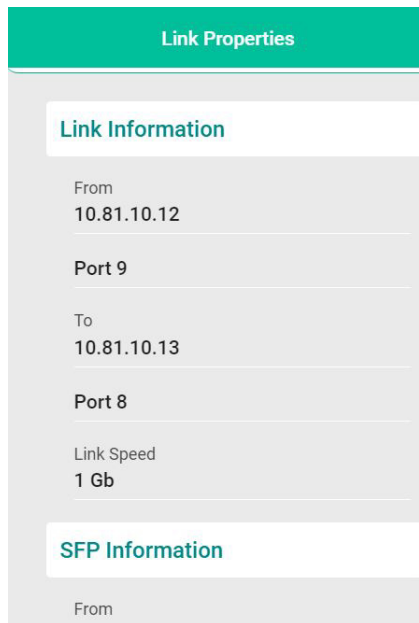 Link Properties
Link Information
From
10.81.10.12
Port 9
To
10.81.10.13
Port 8
Link Speed
1 Gb
SFP Information
From